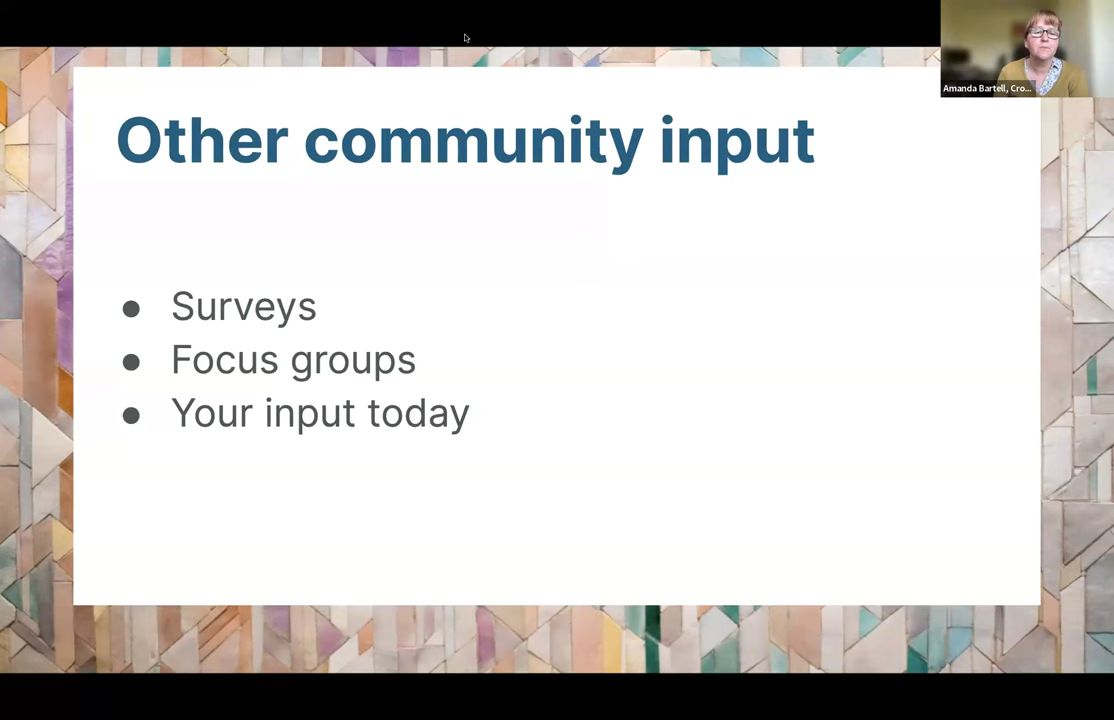 Other community input
Amanda Bartell, Cro...
● Surveys
● Focus groups
● Your input today